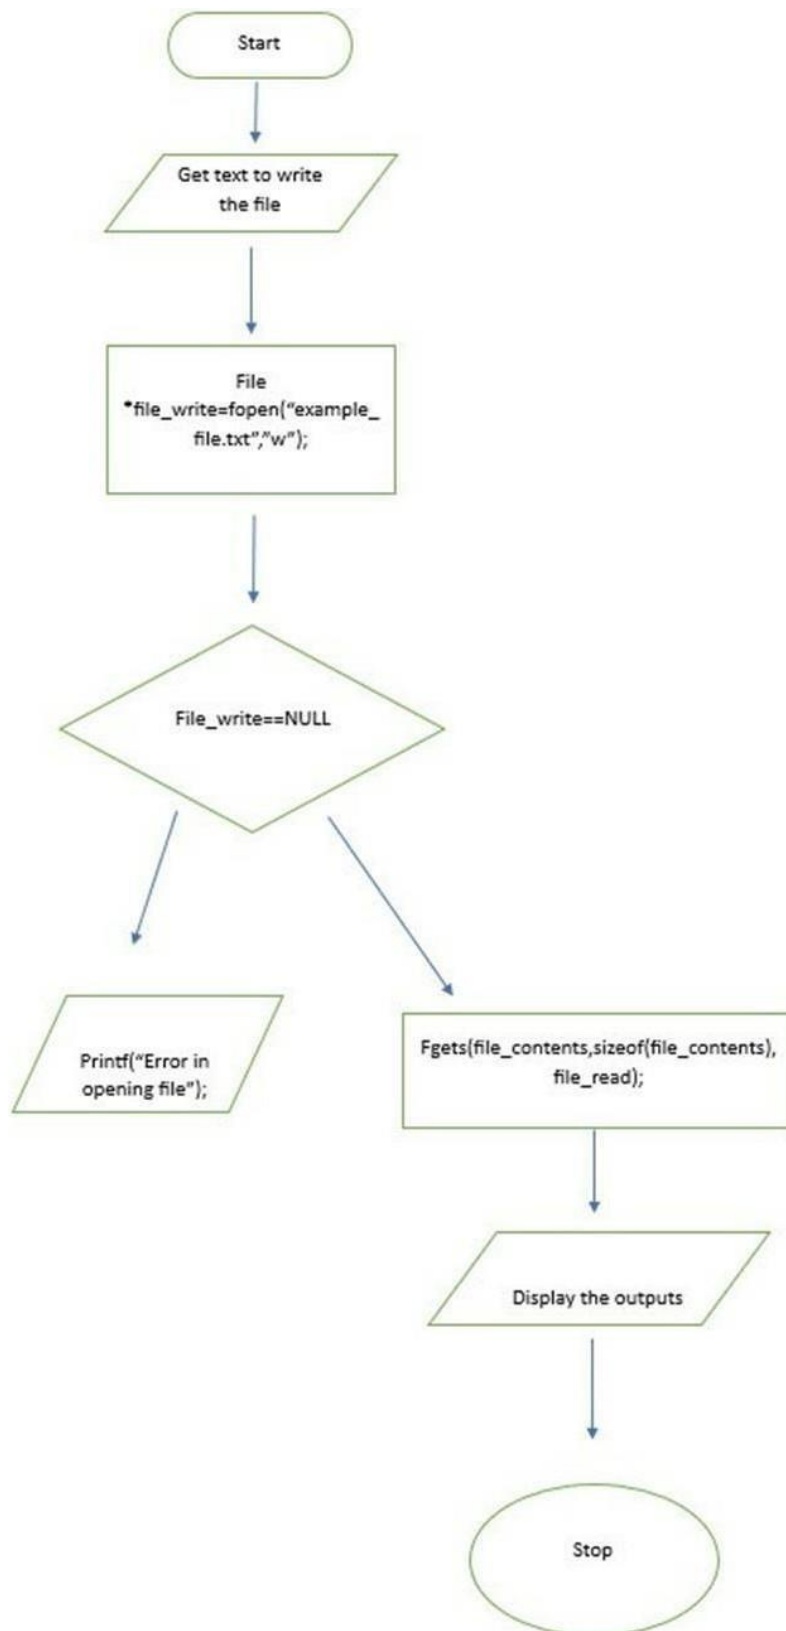 Start
Get text to write
the file
File
*file_write=fopen(“example_
file.txt”,”w”);
File_write==NULL
Printf(“Error in
opening file”);
Fgets(file_contents,sizeof(file_contents),
file_read);
Display the outputs
Stop